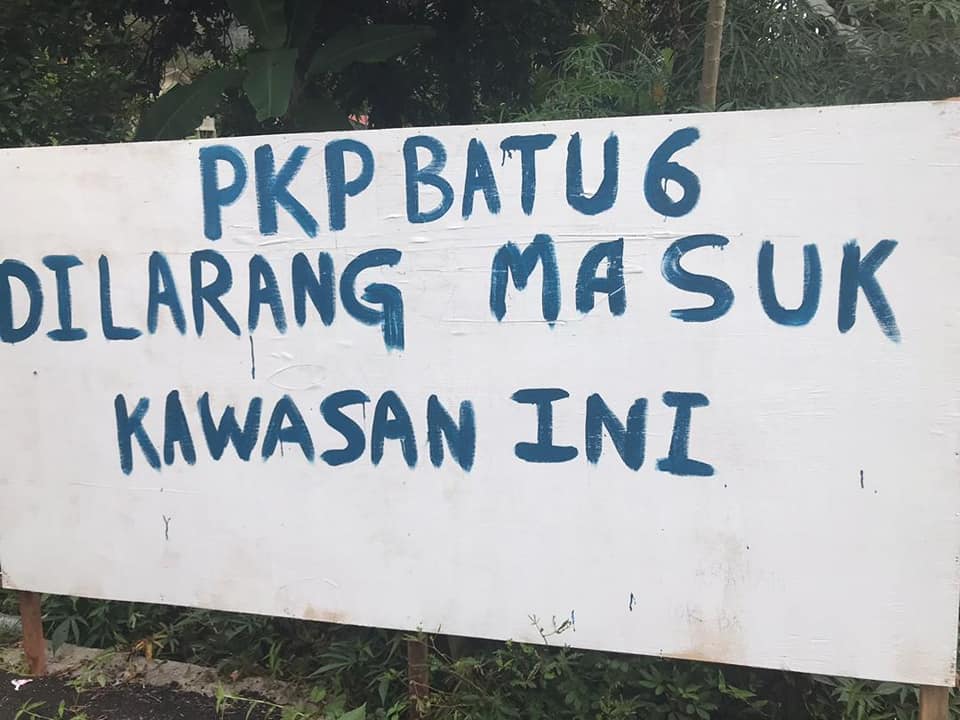 PKP BATU 6
DILARANG MASUK
KAWASAN INI